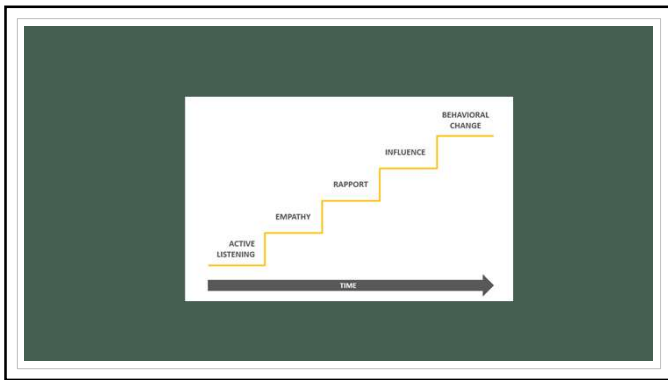 BEHAVIORAL
CHANGE
INFLUENCE
RAPPORT
EMPATHY
ACTIVE
LISTENING
TIME